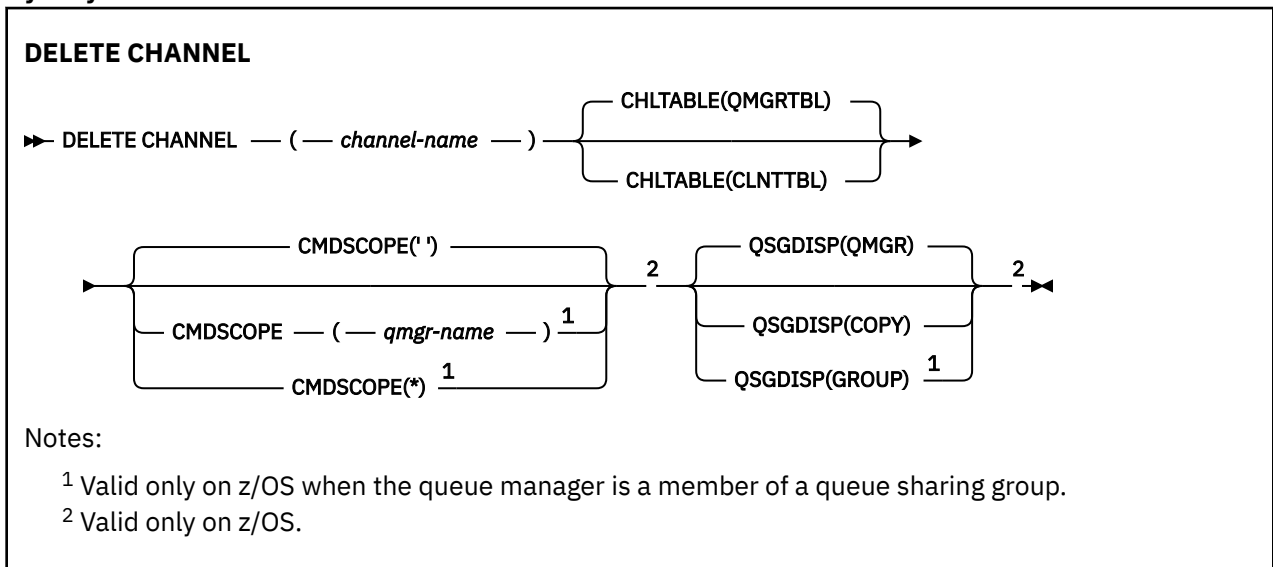 DELETE CHANNEL
CHLTABLE(QMGRTBL)
DELETE CHANNEL ( channel-name )
CHLTABLE(CLNTTBL)
CMDSCOPE(' ') 2 QSGDISP(QMGR) 2
CMDSCOPE ( qmgr-name ) 1 QSGDISP(COPY)
CMDSCOPE(*) 1 QSGDISP(GROUP) 1
Notes:
1 Valid only on z/OS when the queue manager is a member of a queue sharing group.
2 Valid only on z/OS.